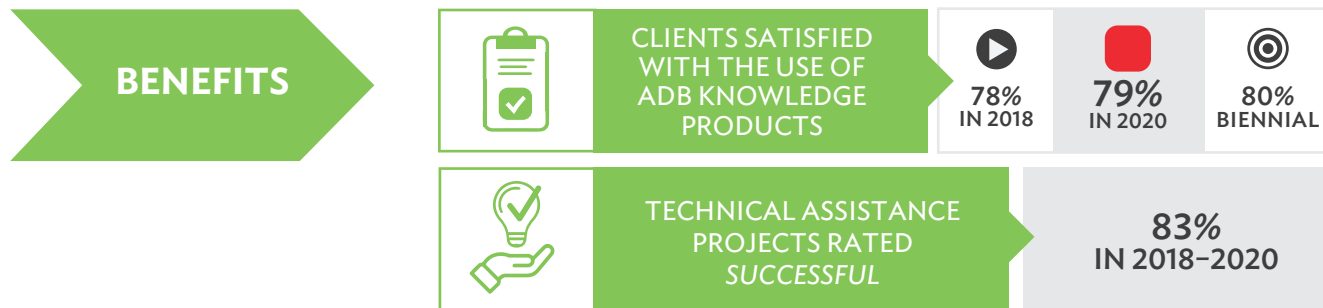 BENEFITS
CLIENTS SATISFIED
WITH THE USE OF
ADB KNOWLEDGE
PRODUCTS
78%
IN 2018
79%
IN 2020
80%
BIENNIAL
TECHNICAL ASSISTANCE
PROJECTS RATED
SUCCESSFUL
83%
IN 2018–2020